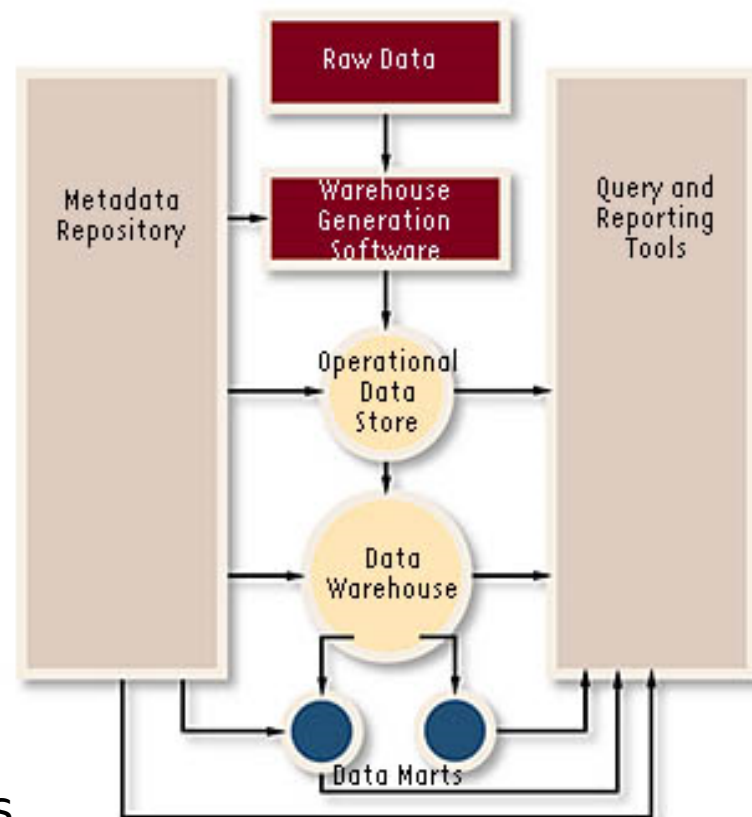 Raw Data
Metadata
Repository
Warehouse
Generation
Software
Query and
Reporting
Tools
Operational
Data
Store
Data
Warehouse
Data Marts
s